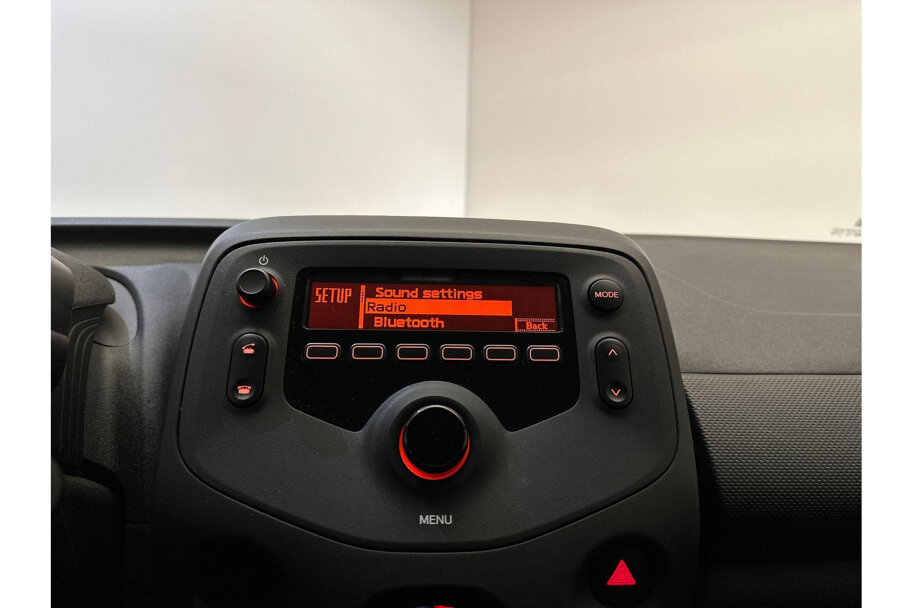 SETUP
Sound settings
Radio
Bluetooth
Back
MODE
MENU